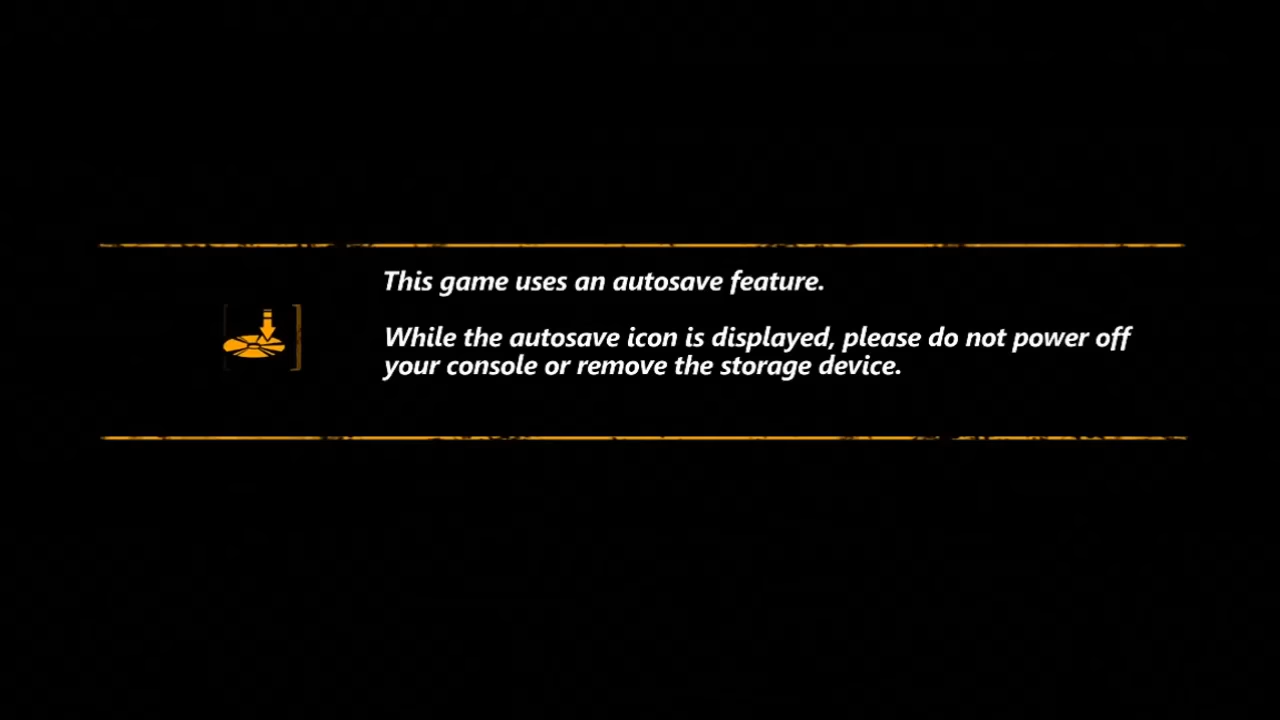 This game uses an autosave feature.
While the autosave icon is displayed, please do not power off
your console or remove the storage device.